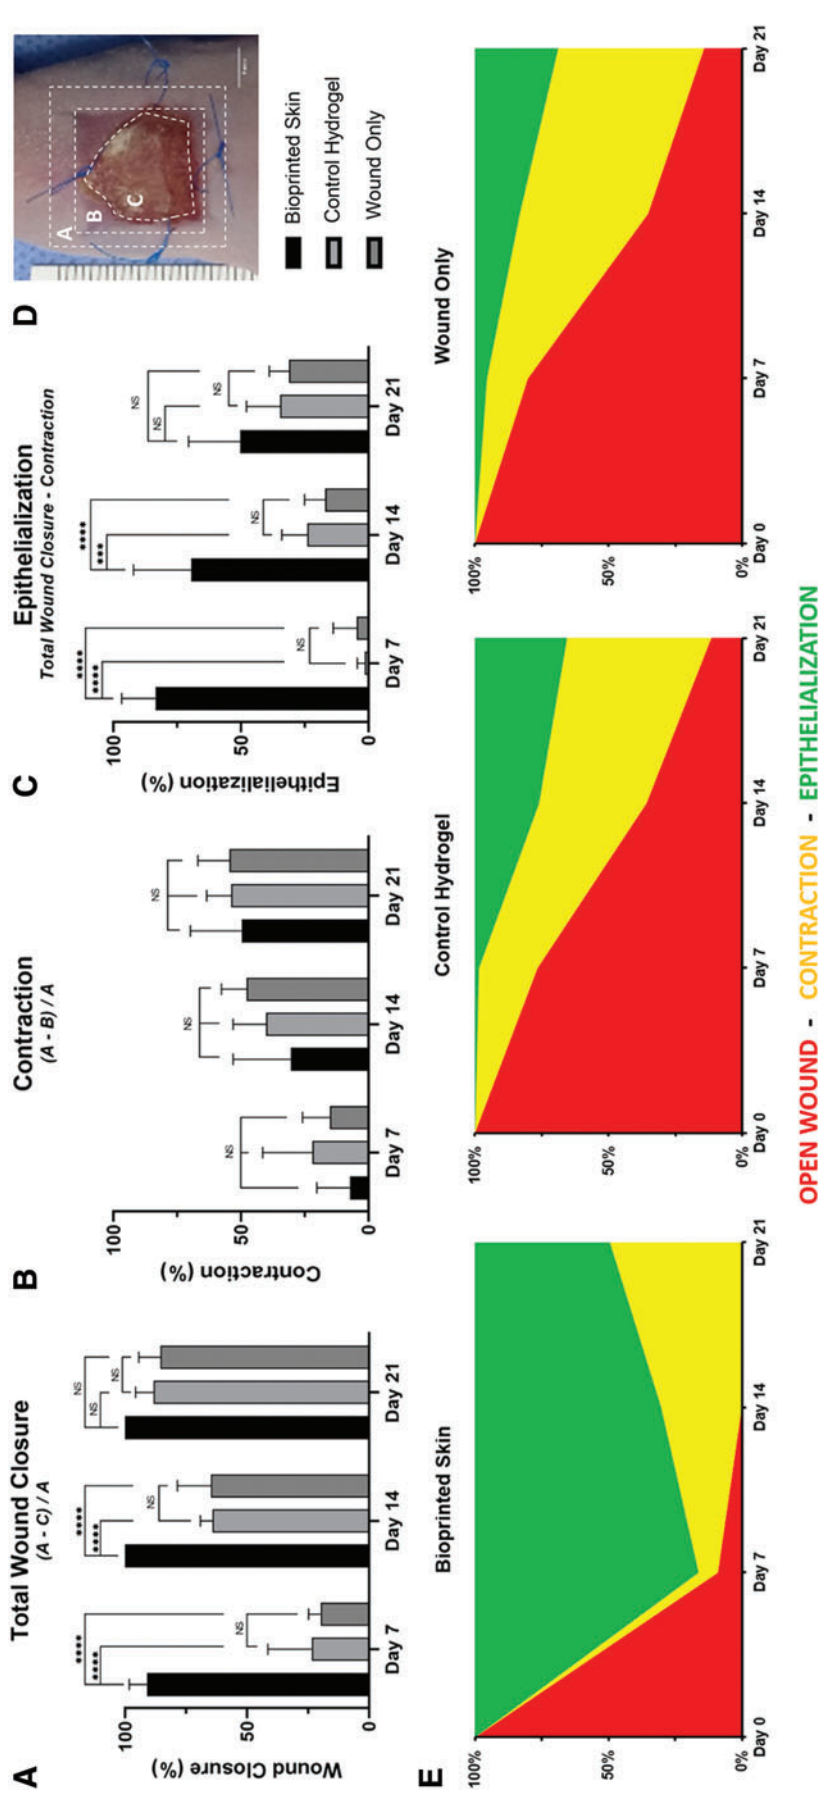 A
Total Wound Closure
(A - C) / A
Wound Closure (%)
100
50
0
****
****
NS
****
****
NS
NS
NS
NS
Day 7
Day 14
Day 21
B
Contraction
(A - B) / A
Contraction (%)
100
50
0
NS
NS
NS
Day 7
Day 14
Day 21
C
Epithelialization
Total Wound Closure - Contraction
Epithelialization (%)
100
50
0
****
****
NS
****
***
NS
NS
NS
NS
Day 7
Day 14
Day 21
D
A
B
C
Bioprinted Skin
Control Hydrogel
Wound Only
E
Bioprinted Skin
100%
50%
0%
Day 0
Day 7
Day 14
Day 21
Control Hydrogel
100%
50%
0%
Day 0
Day 7
Day 14
Day 21
Wound Only
100%
50%
0%
Day 0
Day 7
Day 14
Day 21
OPEN WOUND - CONTRACTION - EPITHELIALIZATION